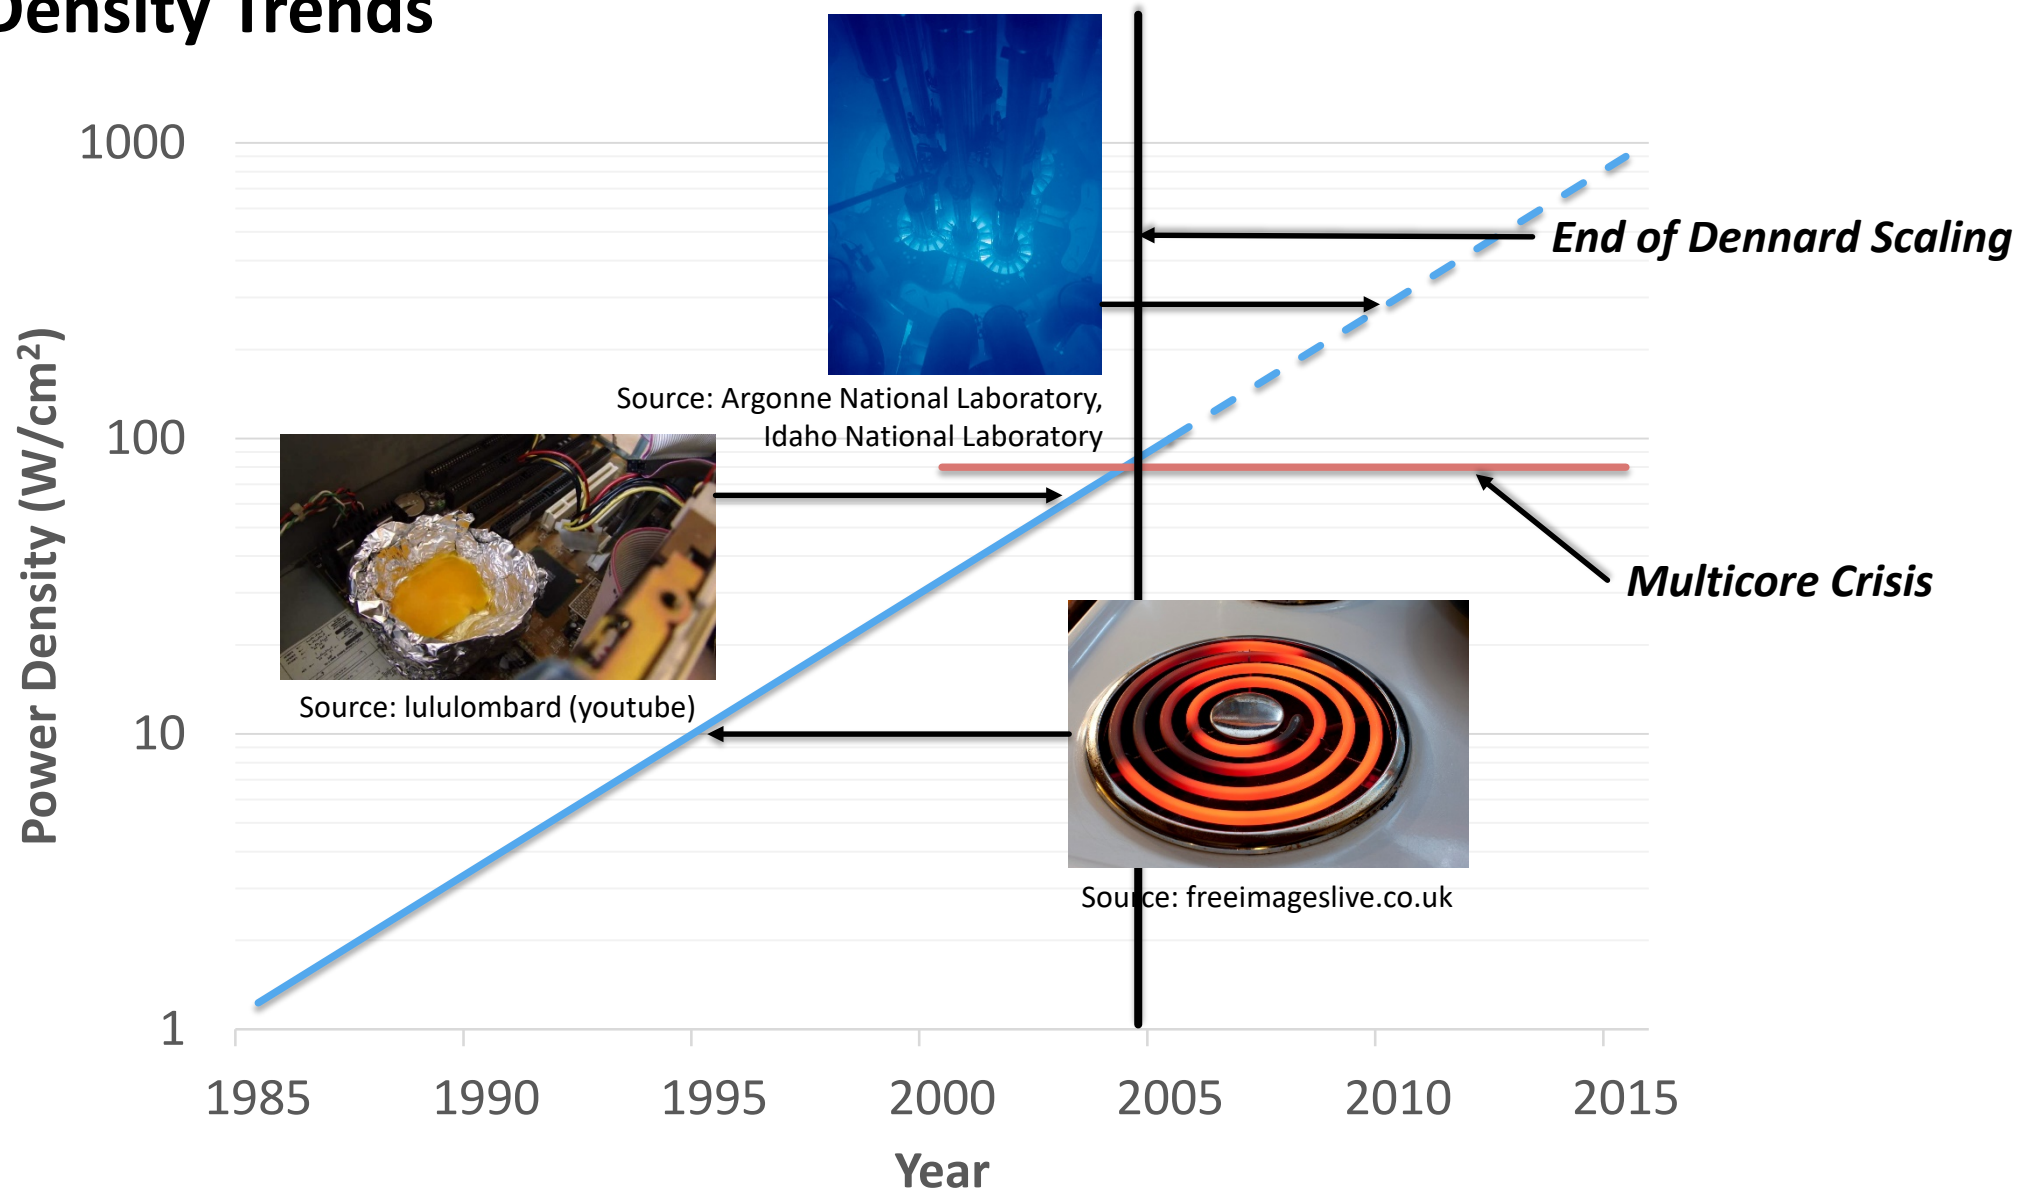 Density Trends
1000
End of Dennard Scaling
Source: Argonne National Laboratory,
Idaho National Laboratory
100
Multicore Crisis
Source: lululombard (youtube)
10
Source: freeimageslive.co.uk
1
Power Density (W/cm²)
1985 1990 1995 2000 2005 2010 2015
Year